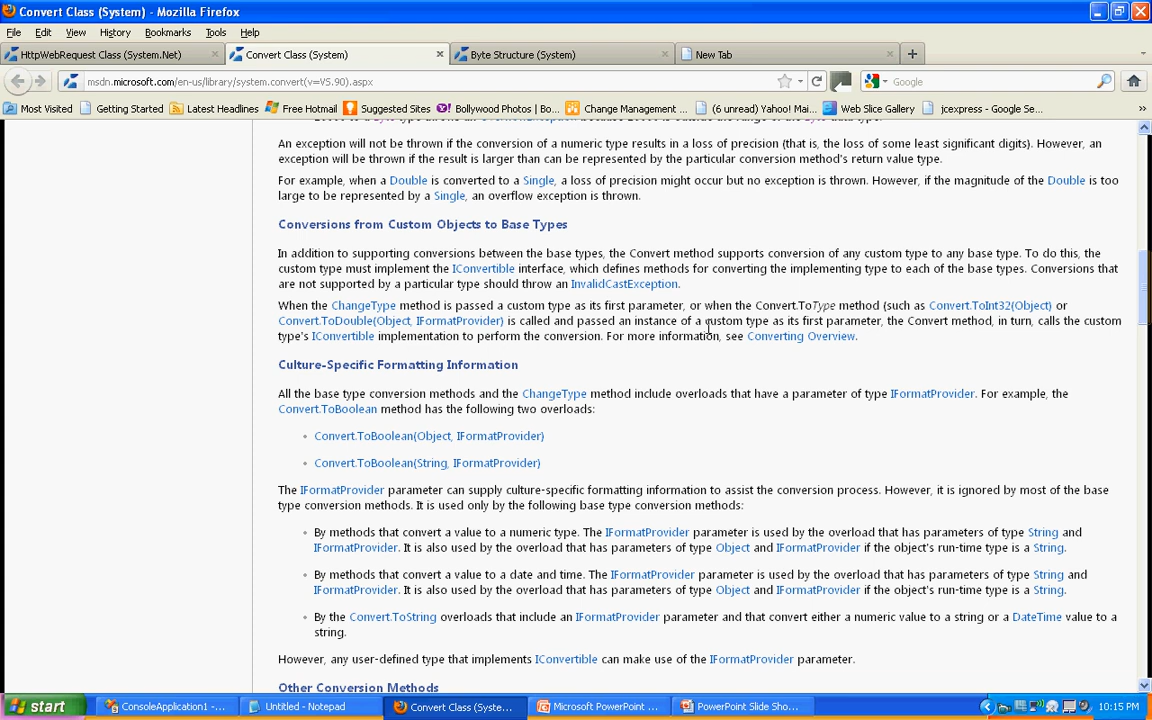 Convert Class (System) - Mozilla Firefox
File Edit View History Bookmarks Tools Help
HttpWebRequest Class (System.Net) Convert Class (System) Byte Structure (System) New Tab
msdn.microsoft.com/en-us/library/system.convert(v=VS.90).aspx Google
Most Visited Getting Started Latest Headlines Free Hotmail Suggested Sites Bollywood Photos | Bo... Change Management ... (6 unread) Yahoo! Mai... Web Slice Gallery jcexpress - Google Se...
An exception will not be thrown if the conversion of a numeric type results in a loss of precision (that is, the loss of some least significant digits). However, an
exception will be thrown if the result is larger than can be represented by the particular conversion method's return value type.
For example, when a Double is converted to a Single, a loss of precision might occur but no exception is thrown. However, if the magnitude of the Double is too
large to be represented by a Single, an overflow exception is thrown.
Conversions from Custom Objects to Base Types
In addition to supporting conversions between the base types, the Convert method supports conversion of any custom type to any base type. To do this, the
custom type must implement the IConvertible interface, which defines methods for converting the implementing type to each of the base types. Conversions that
are not supported by a particular type should throw an InvalidCastException.
When the ChangeType method is passed a custom type as its first parameter, or when the Convert.ToType method (such as Convert.ToInt32(Object) or
Convert.ToDouble(Object, IFormatProvider) is called and passed an instance of a custom type as its first parameter, the Convert method, in turn, calls the custom
type's IConvertible implementation to perform the conversion. For more information, see Converting Overview.
Culture-Specific Formatting Information
All the base type conversion methods and the ChangeType method include overloads that have a parameter of type IFormatProvider. For example, the
Convert.ToBoolean method has the following two overloads:
Convert.ToBoolean(Object, IFormatProvider)
Convert.ToBoolean(String, IFormatProvider)
The IFormatProvider parameter can supply culture-specific formatting information to assist the conversion process. However, it is ignored by most of the base
type conversion methods. It is used only by the following base type conversion methods:
By methods that convert a value to a numeric type. The IFormatProvider parameter is used by the overload that has parameters of type String and
IFormatProvider. It is also used by the overload that has parameters of type Object and IFormatProvider if the object's run-time type is a String.
By methods that convert a value to a date and time. The IFormatProvider parameter is used by the overload that has parameters of type String and
IFormatProvider. It is also used by the overload that has parameters of type Object and IFormatProvider if the object's run-time type is a String.
By the Convert.ToString overloads that include an IFormatProvider parameter and that convert either a numeric value to a string or a DateTime value to a
string.
However, any user-defined type that implements IConvertible can make use of the IFormatProvider parameter.
Other Conversion Methods
start ConsoleApplication1 - ... Untitled - Notepad Convert Class (Syste... Microsoft PowerPoint ... PowerPoint Slide Sho... 10:15 PM